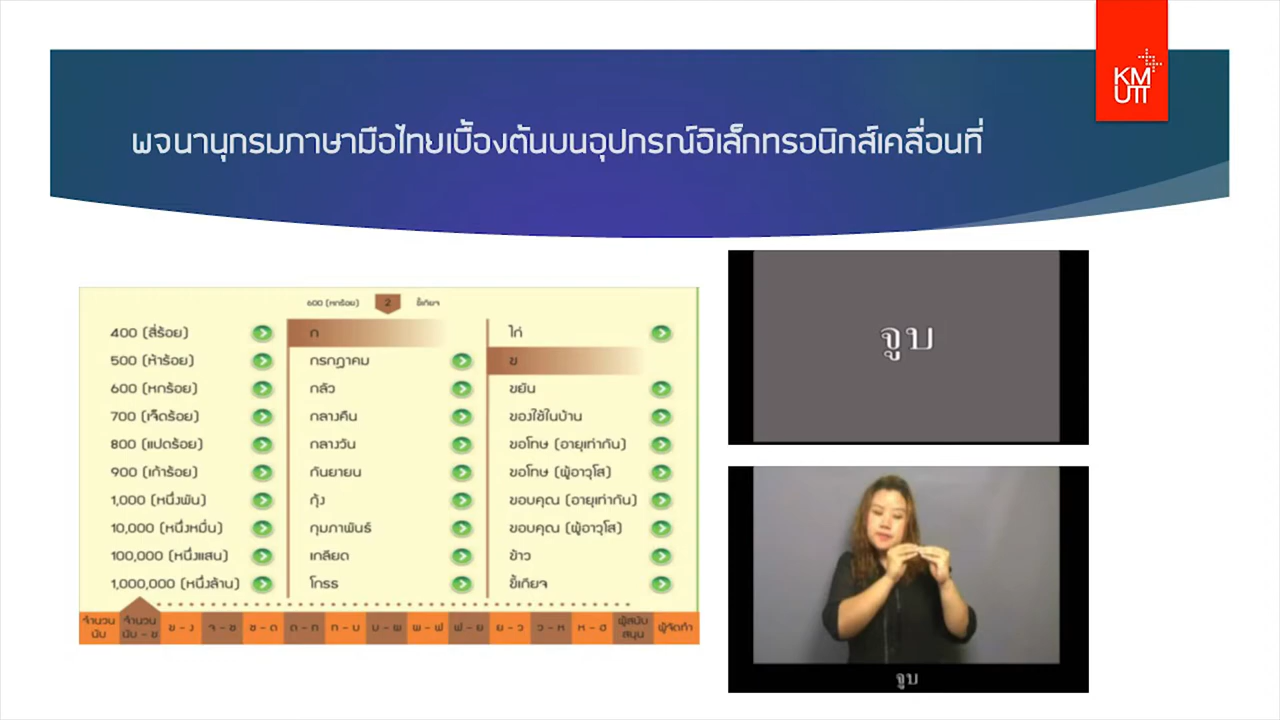 KM
UTT
พจนานุกรมภาษามือไทยเบื้องต้นบนอุปกรณ์อิเล็กทรอนิกส์เคลื่อนที่
600 (หกร้อย) 2 ขี้เกียจ
400 (สี่ร้อย)
500 (ห้าร้อย)
600 (หกร้อย)
700 (เจ็ดร้อย)
800 (แปดร้อย)
900 (เก้าร้อย)
1,000 (หนึ่งพัน)
10,000 (หนึ่งหมื่น)
100,000 (หนึ่งแสน)
1,000,000 (หนึ่งล้าน)
ก
กรกฎาคม
กลัว
กลางคืน
กลางวัน
กันยายน
กุ้ง
กุมภาพันธ์
เกลียด
โกรธ
ไก่
ข
ขยัน
ของใช้ในบ้าน
ขอโทษ (อายุเท่ากัน)
ขอโทษ (ผู้อาวุโส)
ขอบคุณ (อายุเท่ากัน)
ขอบคุณ (ผู้อาวุโส)
ข้าว
ขี้เกียจ
จำนวน
นับ
จำนวน
นับ - ข
ข - ง
จ - ช
ซ - ด
ต - ท
ท - บ
บ - ผ
พ - ฟ
ฟ - ย
ย - ว
ว - ห
ห - ฮ
ผู้สนับ
สนุน
ผู้จัดทำ
จูบ
จูบ